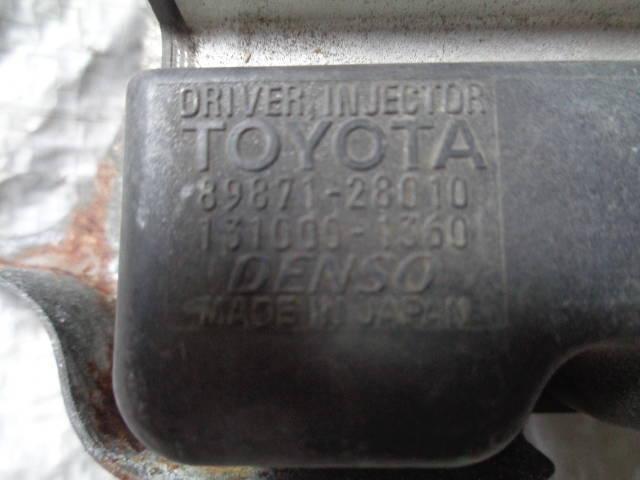 DRIVER, INJECTOR
TOYOTA
89871-28010
131000-1360
DENSO
MADE IN JAPAN